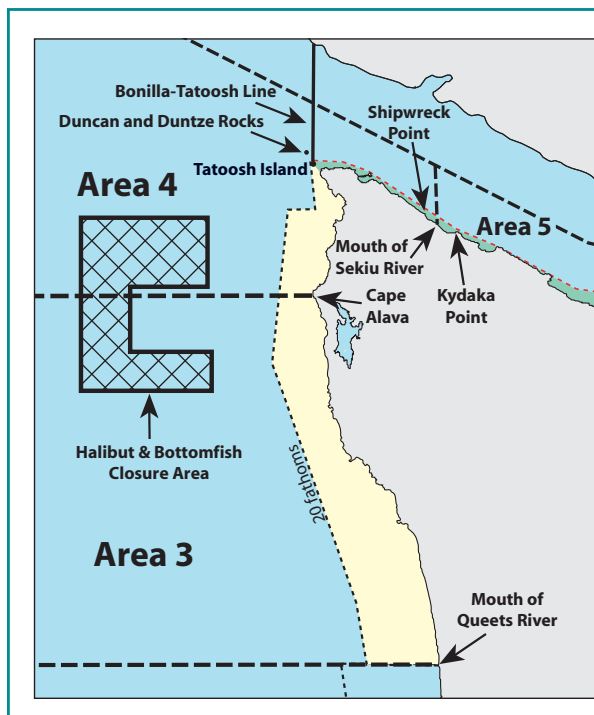 Bonilla-Tatoosh Line
Duncan and Duntze Rocks
Shipwreck
Point
Tatoosh Island
Area 4
Area 5
Mouth of
Sekiu River
Cape
Alava
Kydaka
Point
Halibut & Bottomfish
Closure Area
20 fathoms
Area 3
Mouth of
Queets River